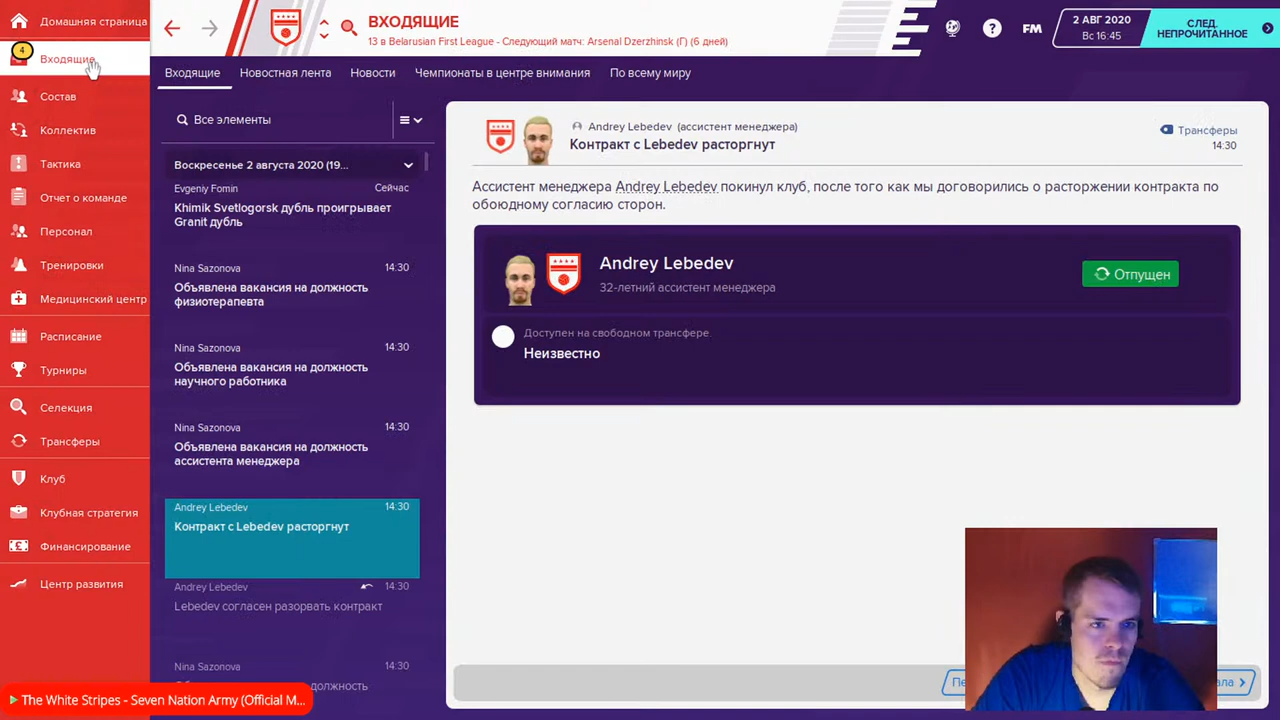 Домашняя страница
4
Входящие
Состав
Коллектив
Тактика
Отчет о команде
Персонал
Тренировки
Медицинский центр
Расписание
Турниры
Селекция
Трансферы
Клуб
Клубная стратегия
Финансирование
Центр развития
ВХОДЯЩИЕ
13 в Belarusian First League - Следующий матч: Arsenal Dzerzhinsk (Г) (6 дней)
?
FM
2 АВГ 2020
Вс 16:45
СЛЕД.
НЕПРОЧИТАННОЕ
Входящие
Новостная лента
Новости
Чемпионаты в центре внимания
По всему миру
Все элементы
Воскресенье 2 августа 2020 (19...
Evgeniy Fomin
Сейчас
Khimik Svetlogorsk дубль проигрывает
Granit дубль
Nina Sazonova
14:30
Объявлена вакансия на должность
физиотерапевта
Nina Sazonova
14:30
Объявлена вакансия на должность
научного работника
Nina Sazonova
14:30
Объявлена вакансия на должность
ассистента менеджера
Andrey Lebedev
14:30
Контракт с Lebedev расторгнут
Andrey Lebedev
14:30
Lebedev согласен разорвать контракт
Nina Sazonova
14:30
должность
Andrey Lebedev (ассистент менеджера)
Контракт с Lebedev расторгнут
Трансферы
14:30
Ассистент менеджера Andrey Lebedev покинул клуб, после того как мы договорились о расторжении контракта по
обоюдному согласию сторон.
Andrey Lebedev
32-летний ассистент менеджера
Отпущен
Доступен на свободном трансфере.
Неизвестно
The White Stripes - Seven Nation Army (Official M...